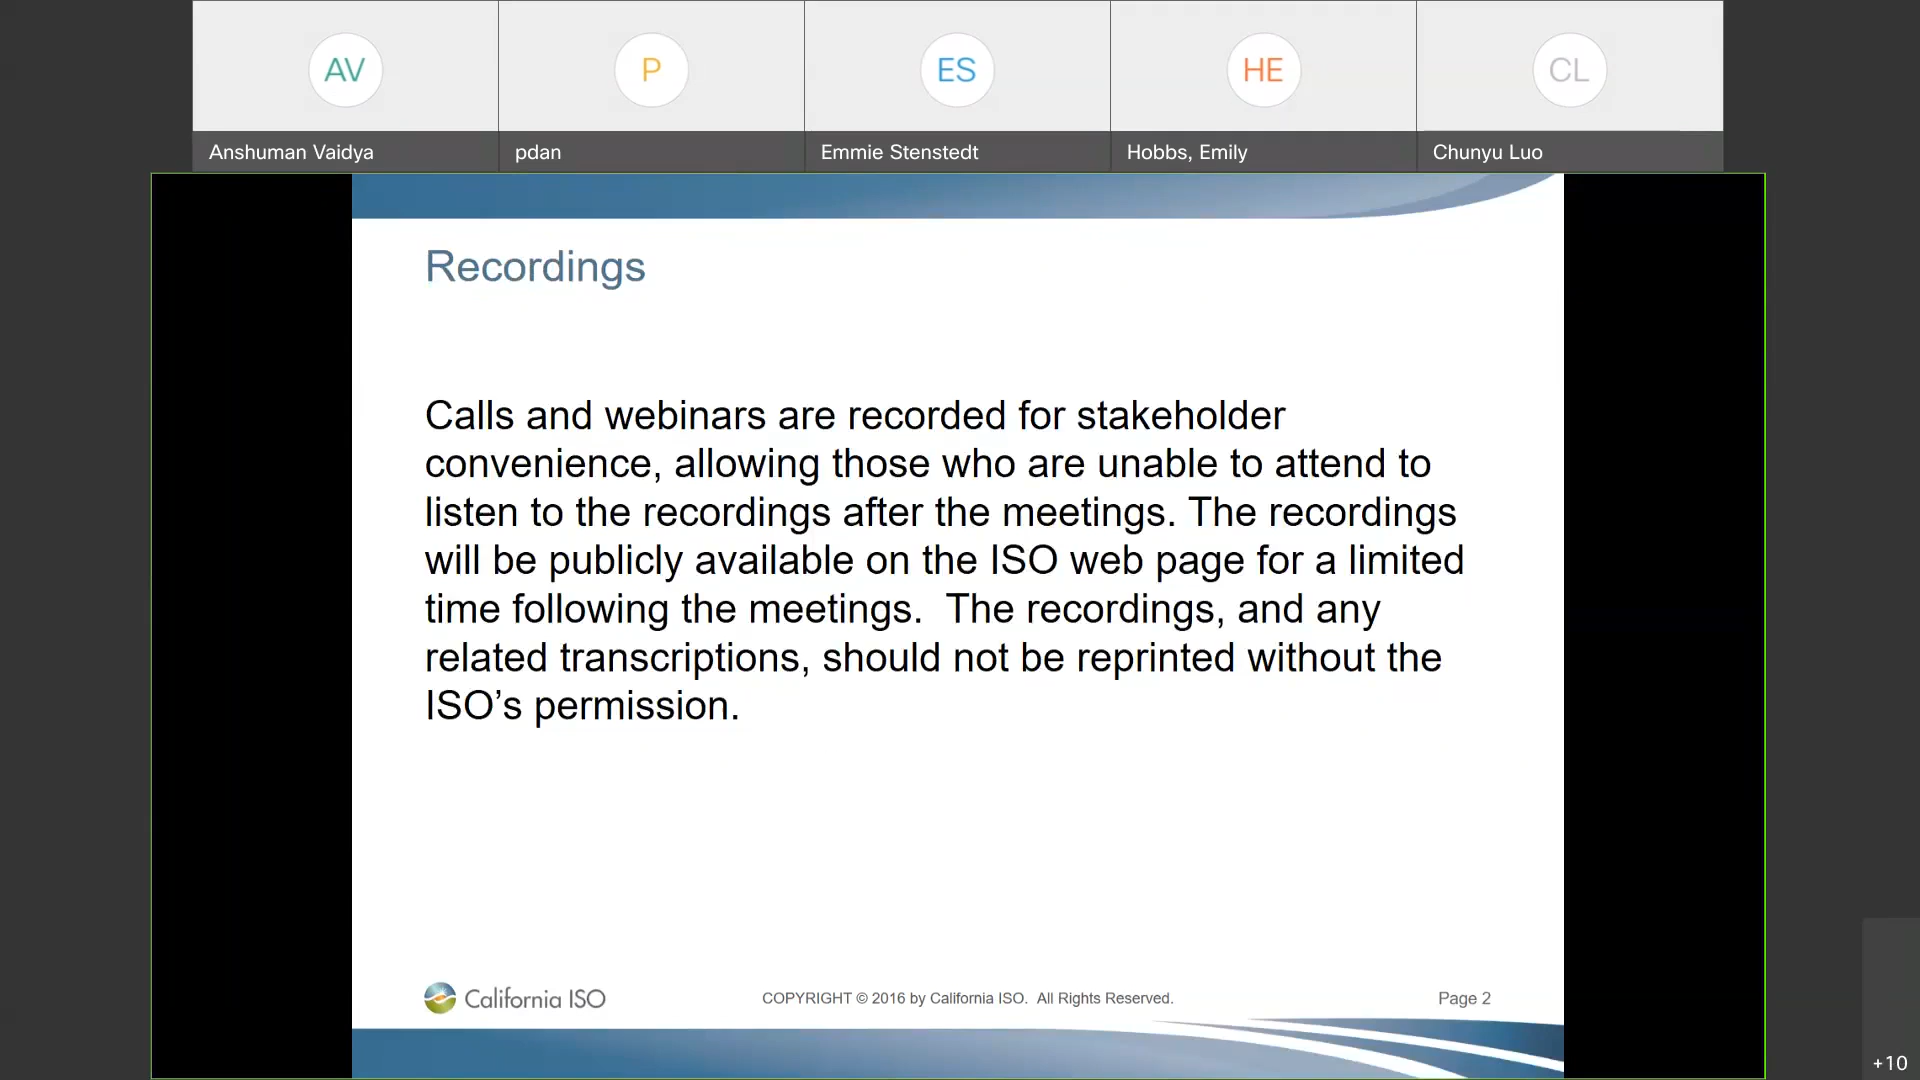 AV
P
ES
HE
CL
Anshuman Vaidya
pdan
Emmie Stenstedt
Hobbs, Emily
Chunyu Luo
Recordings
Calls and webinars are recorded for stakeholder
convenience, allowing those who are unable to attend to
listen to the recordings after the meetings. The recordings
will be publicly available on the ISO web page for a limited
time following the meetings.  The recordings, and any
related transcriptions, should not be reprinted without the
ISO’s permission.
California ISO
COPYRIGHT © 2016 by California ISO.  All Rights Reserved.
Page 2
+10